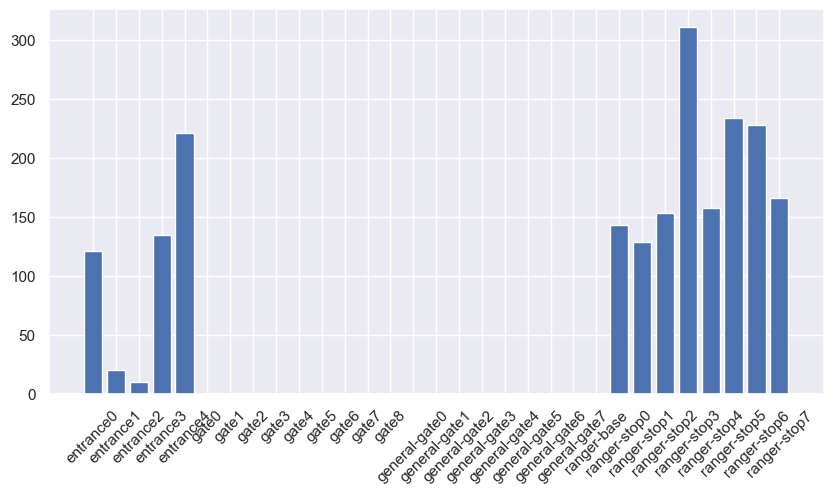 300
250
200
150
100
50
0
entrance0
entrance1
entrance2
entrance3
entrance4
gate0
gate1
gate2
gate3
gate4
gate5
gate6
gate7
gate8
general-gate0
general-gate1
general-gate2
general-gate3
general-gate4
general-gate5
general-gate6
general-gate7
ranger-base
ranger-stop0
ranger-stop1
ranger-stop2
ranger-stop3
ranger-stop4
ranger-stop5
ranger-stop6
ranger-stop7